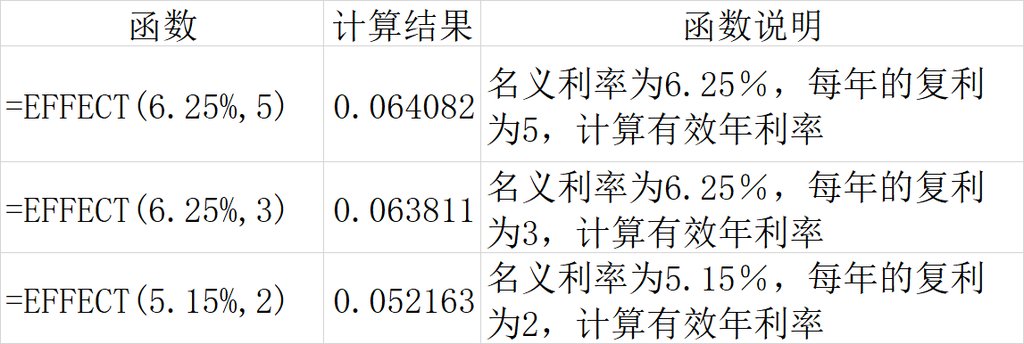 函数 计算结果 函数说明
=EFFECT(6.25%,5) 0.064082 名义利率为6.25％，每年的复利
为5，计算有效年利率
=EFFECT(6.25%,3) 0.063811 名义利率为6.25％，每年的复利
为3，计算有效年利率
=EFFECT(5.15%,2) 0.052163 名义利率为5.15％，每年的复利
为2，计算有效年利率